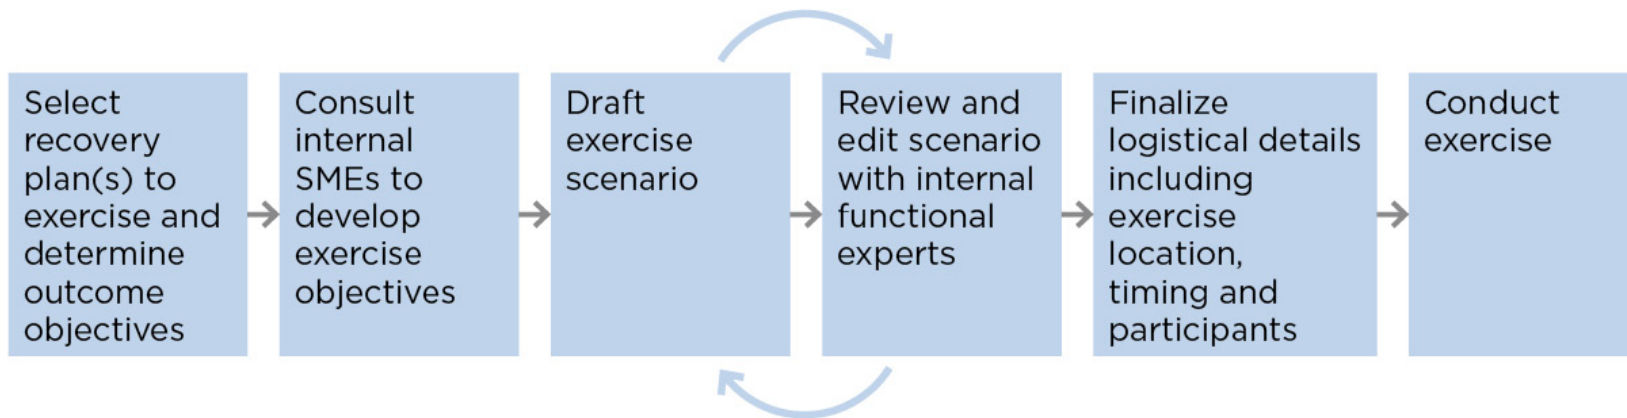 Select
recovery
plan(s) to
exercise and
determine
outcome
objectives
Consult
internal
SMEs to
develop
exercise
objectives
Draft
exercise
scenario
Review and
edit scenario
with internal
functional
experts
Finalize
logistical details
including
exercise
location,
timing and
participants
Conduct
exercise